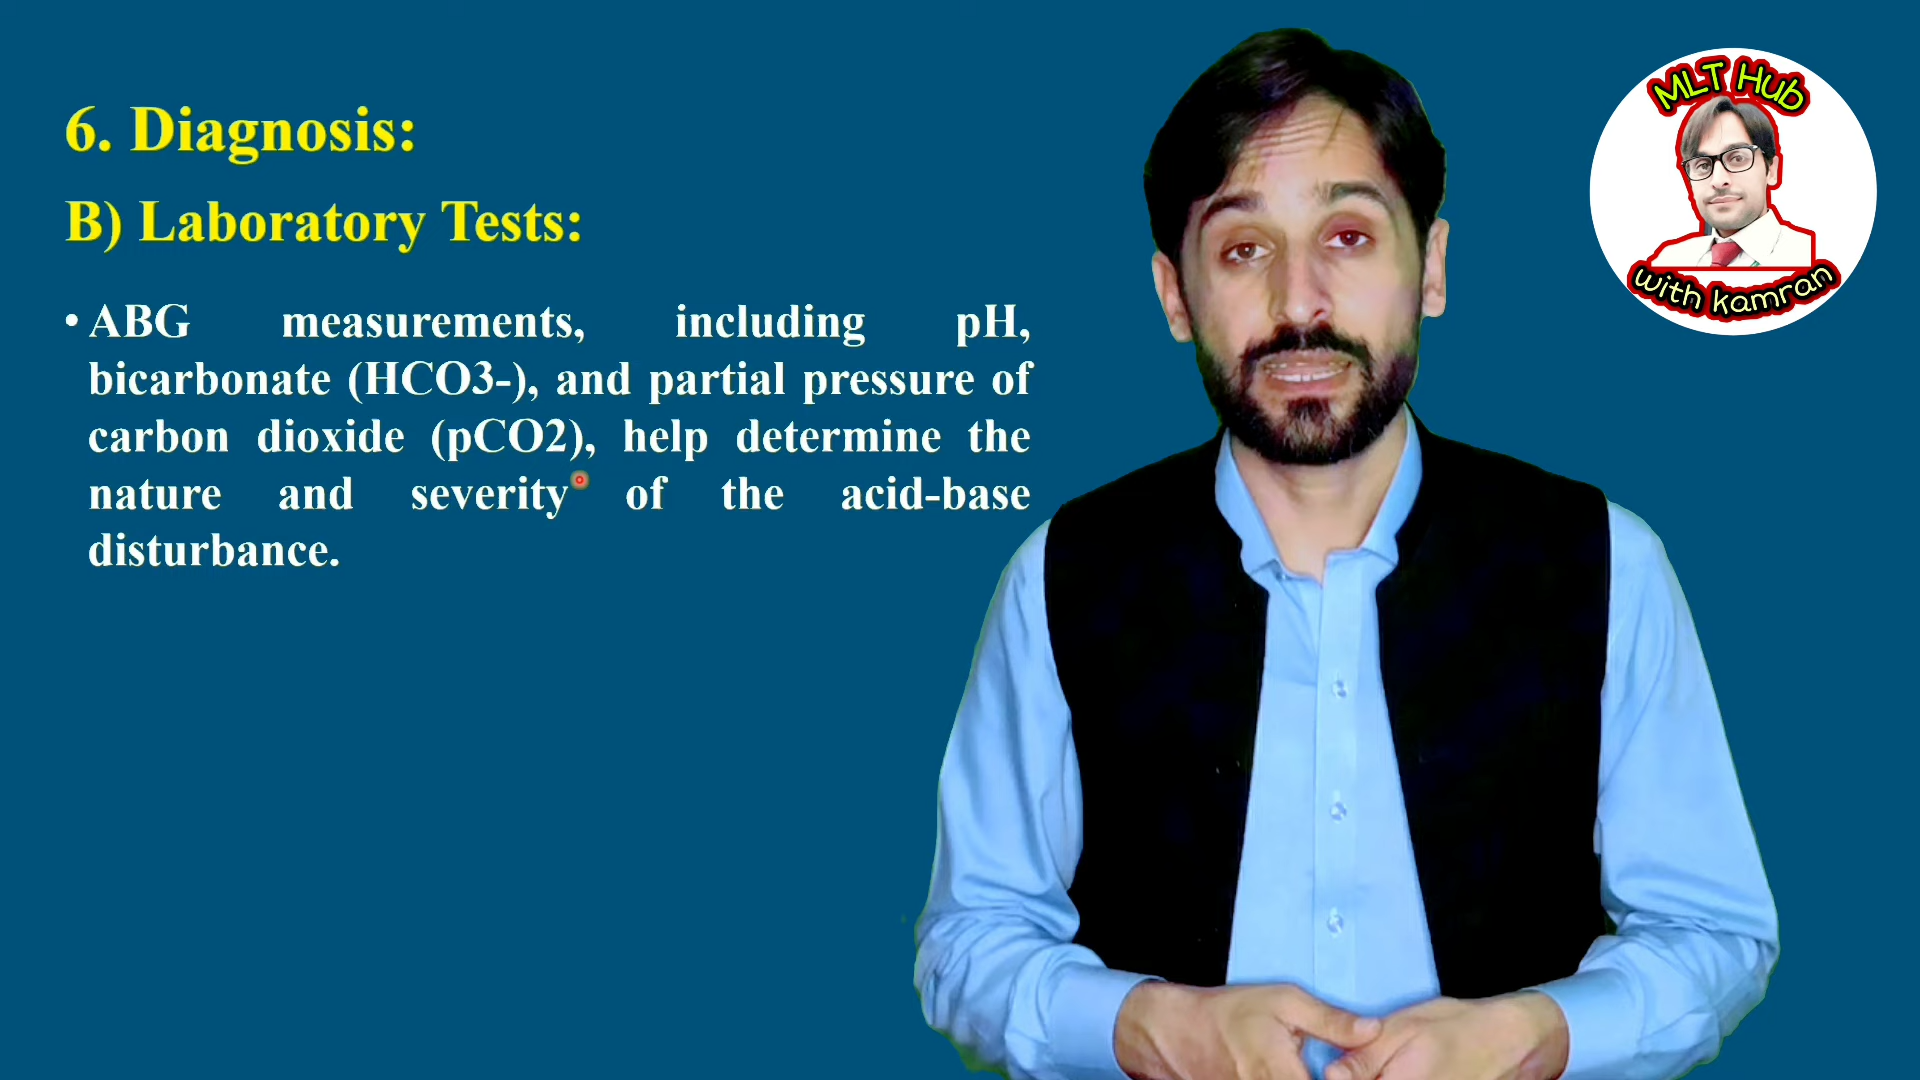 6. Diagnosis:
B) Laboratory Tests:
• ABG measurements, including pH,
bicarbonate (HCO3-), and partial pressure of
carbon dioxide (pCO2), help determine the
nature and severity of the acid-base
disturbance.
MLT Hub
with kamran